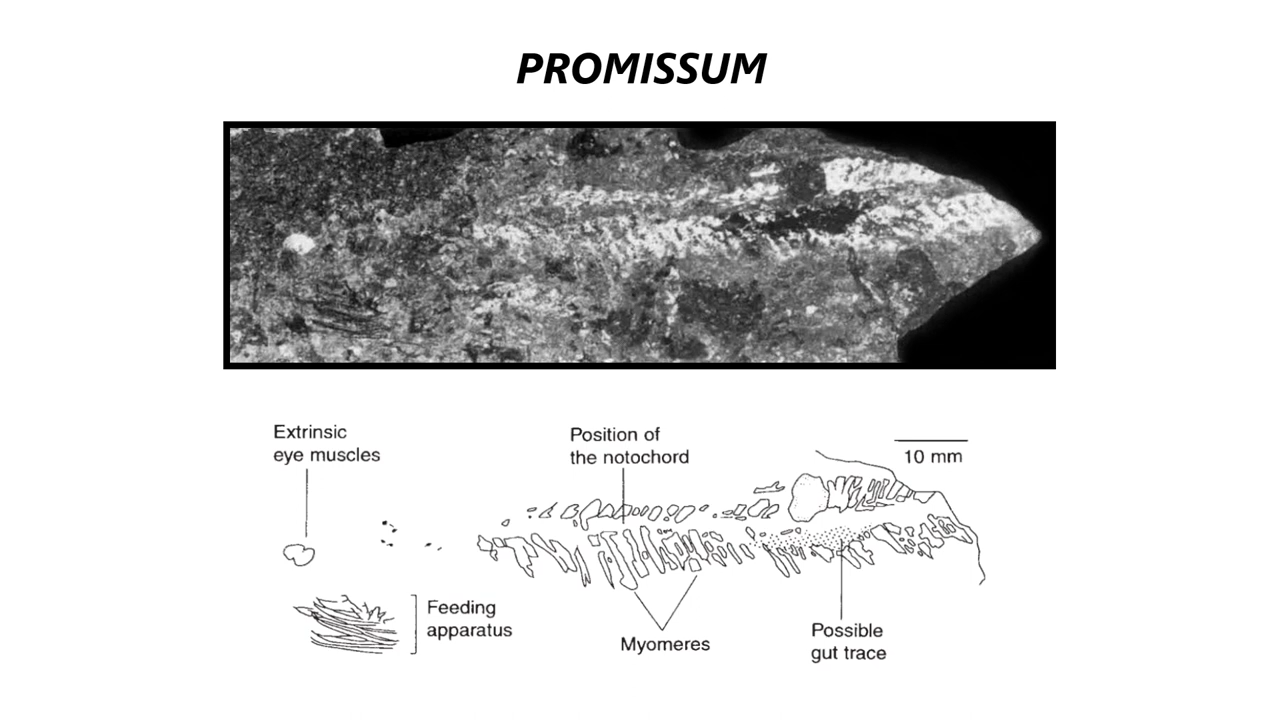 PROMISSUM
Extrinsic
eye muscles
Position of
the notochord
10 mm
Feeding
apparatus
Myomeres
Possible
gut trace